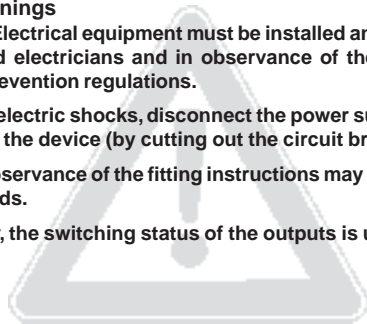 nings
Electrical equipment must be installed an
d electricians and in observance of the
evention regulations.
electric shocks, disconnect the power su
the device (by cutting out the circuit br
servance of the fitting instructions may
ds.
, the switching status of the outputs is u